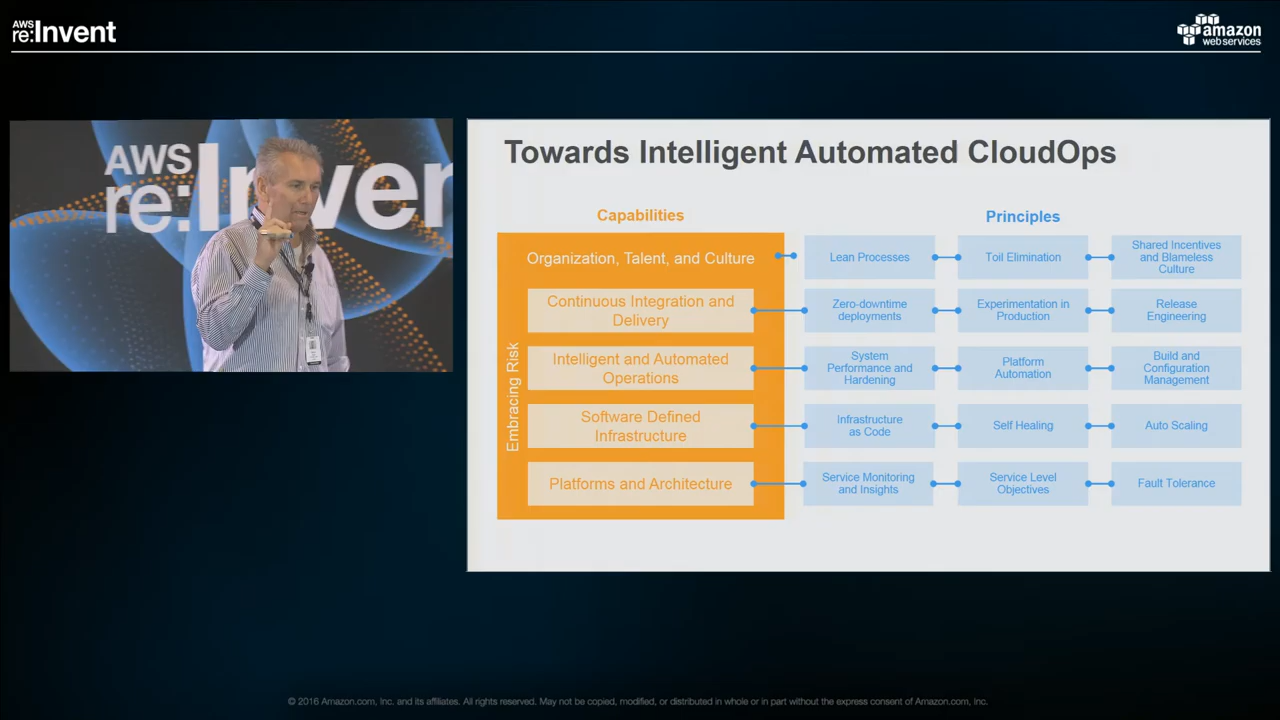 AWS
re:Invent
amazon
web services
AWS
re:Inven
Towards Intelligent Automated CloudOps
Capabilities
Principles
Organization, Talent, and Culture
Lean Processes
Toil Elimination
Shared Incentives
and Blameless
Culture
Embracing Risk
Continuous Integration and
Delivery
Zero-downtime
deployments
Experimentation in
Production
Release
Engineering
Intelligent and Automated
Operations
System
Performance and
Hardening
Platform
Automation
Build and
Configuration
Management
Software Defined
Infrastructure
Infrastructure
as Code
Self Healing
Auto Scaling
Platforms and Architecture
Service Monitoring
and Insights
Service Level
Objectives
Fault Tolerance
© 2016 Amazon.com, Inc. and its affiliates. All rights reserved. May not be copied, modified, or distributed in whole or in part without the express consent of Amazon.com, Inc.